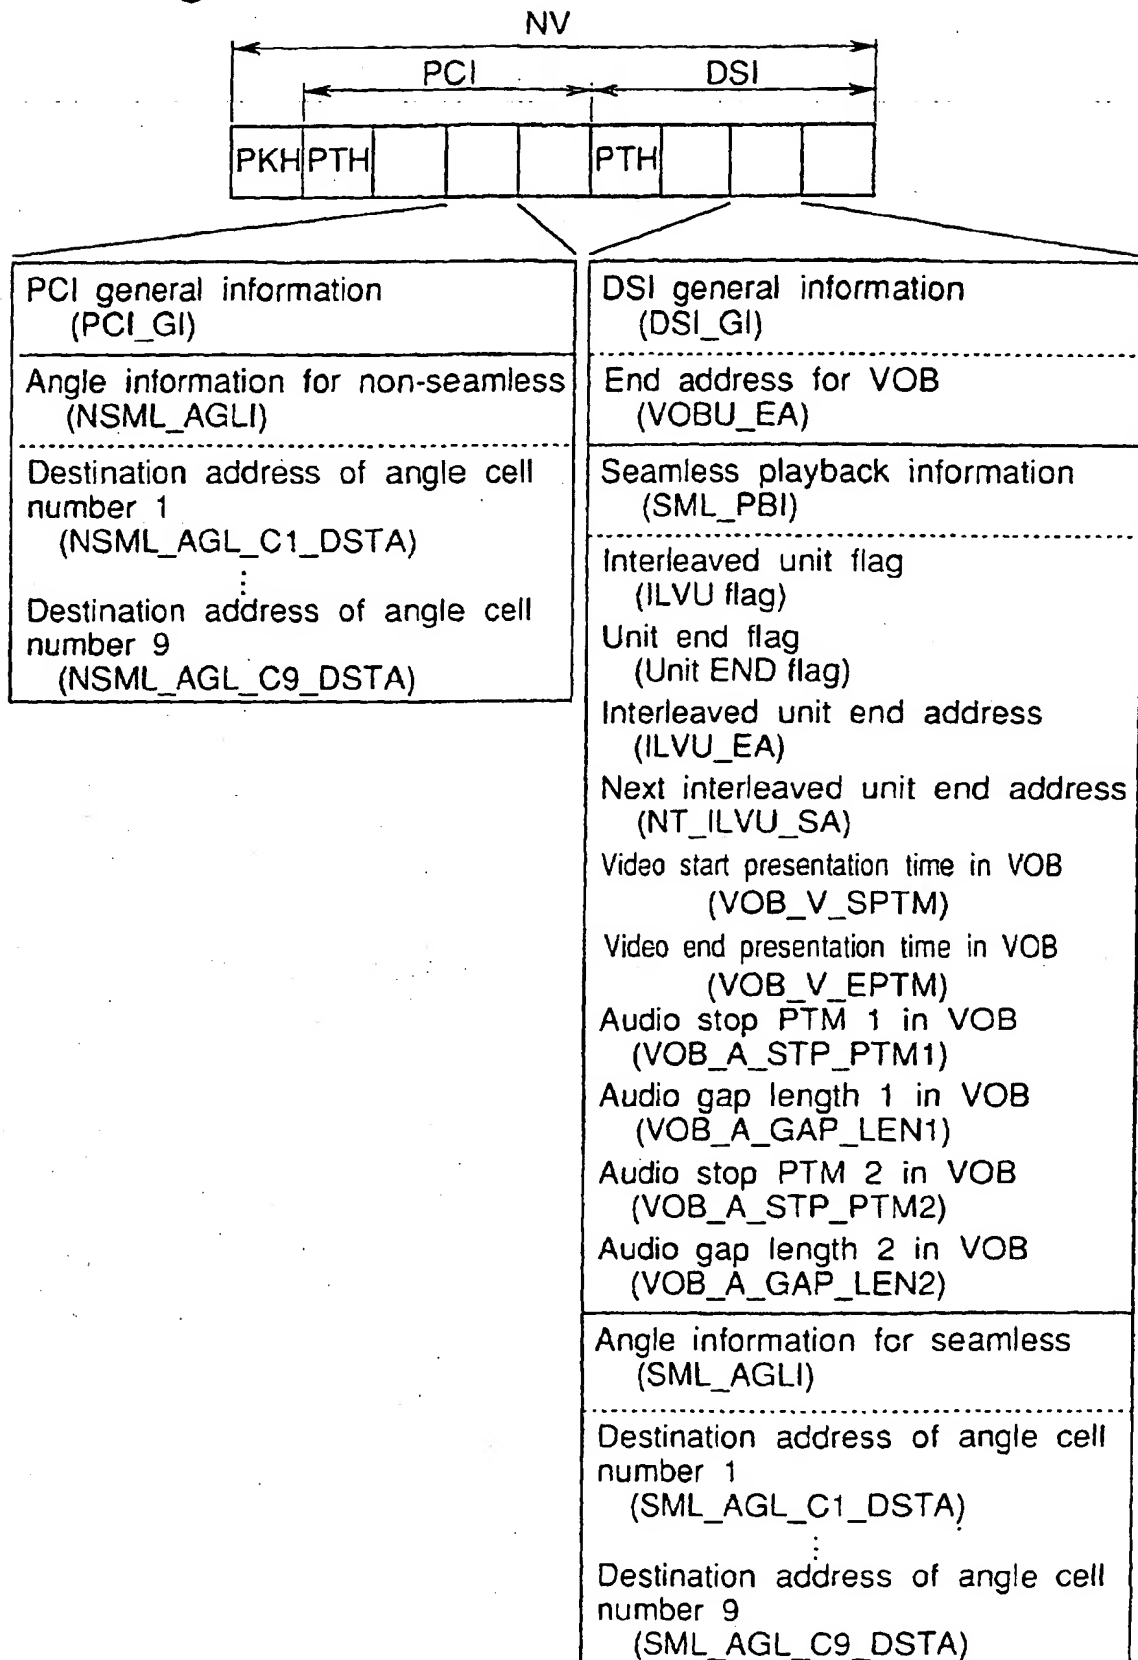 NV
PCI
DSI
PKH PTH PTH
PCI general information
(PCI_GI)
Angle information for non-seamless
(NSML_AGLI)
Destination address of angle cell
number 1
(NSML_AGL_C1_DSTA)
⋮
Destination address of angle cell
number 9
(NSML_AGL_C9_DSTA)
DSI general information
(DSI_GI)
End address for VOB
(VOBU_EA)
Seamless playback information
(SML_PBI)
Interleaved unit flag
(ILVU flag)
Unit end flag
(Unit END flag)
Interleaved unit end address
(ILVU_EA)
Next interleaved unit end address
(NT_ILVU_SA)
Video start presentation time in VOB
(VOB_V_SPTM)
Video end presentation time in VOB
(VOB_V_EPTM)
Audio stop PTM 1 in VOB
(VOB_A_STP_PTM1)
Audio gap length 1 in VOB
(VOB_A_GAP_LEN1)
Audio stop PTM 2 in VOB
(VOB_A_STP_PTM2)
Audio gap length 2 in VOB
(VOB_A_GAP_LEN2)
Angle information for seamless
(SML_AGLI)
Destination address of angle cell
number 1
(SML_AGL_C1_DSTA)
⋮
Destination address of angle cell
number 9
(SML_AGL_C9_DSTA)